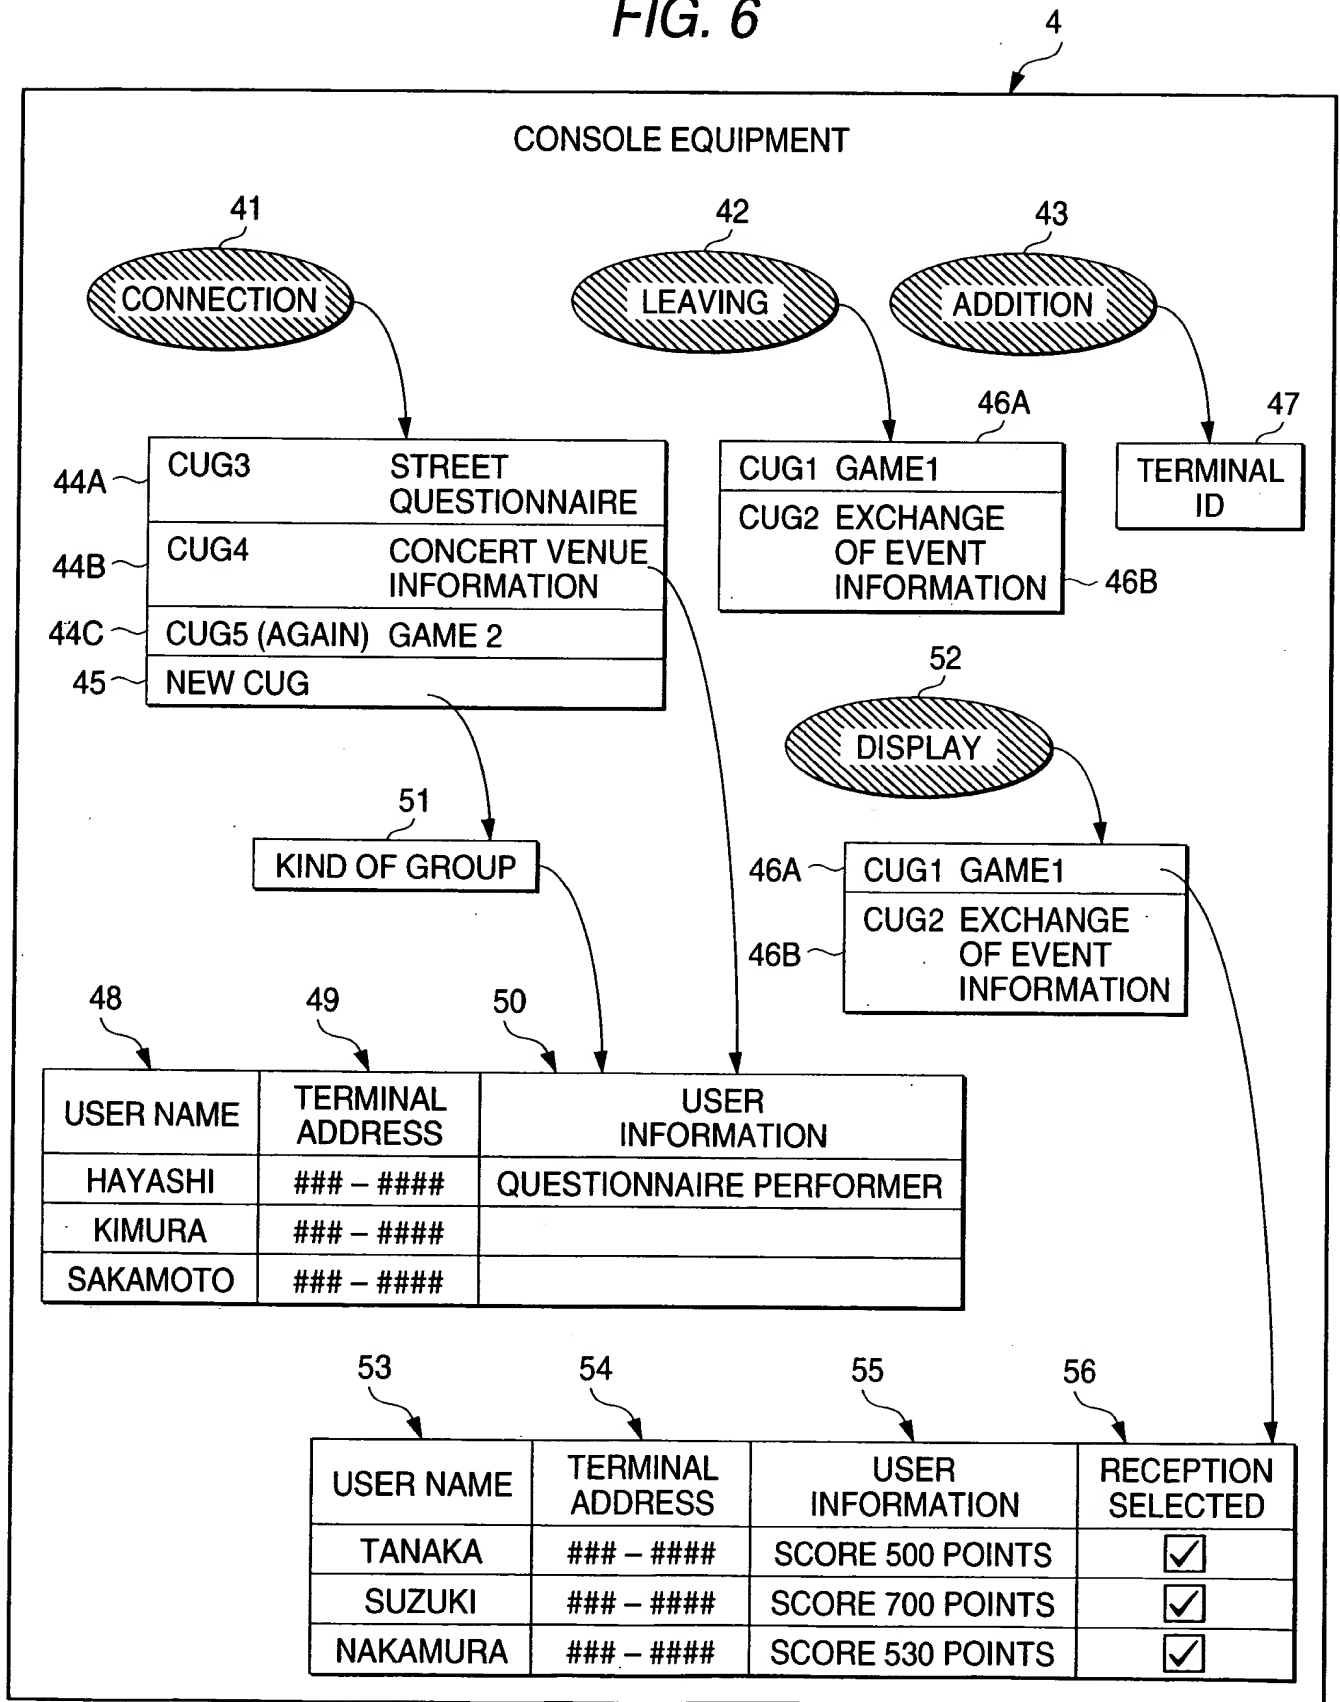 FIG. 6
4
CONSOLE EQUIPMENT
41
42
43
CONNECTION
LEAVING
ADDITION
44A
CUG3 STREET
QUESTIONNAIRE
44B
CUG4 CONCERT VENUE
INFORMATION
44C
CUG5 (AGAIN) GAME 2
45
NEW CUG
46A
CUG1 GAME1
CUG2 EXCHANGE
OF EVENT
INFORMATION
46B
47
TERMINAL
ID
52
DISPLAY
51
KIND OF GROUP
46A
CUG1 GAME1
46B
CUG2 EXCHANGE
OF EVENT
INFORMATION
48
49
50
USER NAME
TERMINAL
ADDRESS
USER
INFORMATION
HAYASHI ### – #### QUESTIONNAIRE PERFORMER
KIMURA ### – ####
SAKAMOTO ### – ####
53
54
55
56
USER NAME
TERMINAL
ADDRESS
USER
INFORMATION
RECEPTION
SELECTED
TANAKA ### – #### SCORE 500 POINTS ☑
SUZUKI ### – #### SCORE 700 POINTS ☑
NAKAMURA ### – #### SCORE 530 POINTS ☑